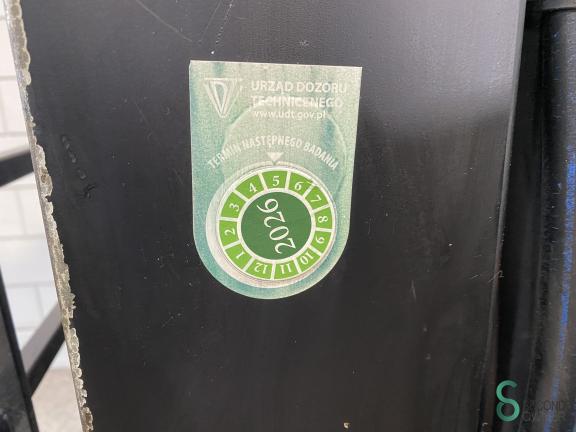 URZĄD DOZORU
TECHNICZNEGO
www.udt.gov.pl
TERMIN NASTĘPNEGO BADANIA
1 2 3 4 5 6 7 8 9 10 11 12
2026
SECOND